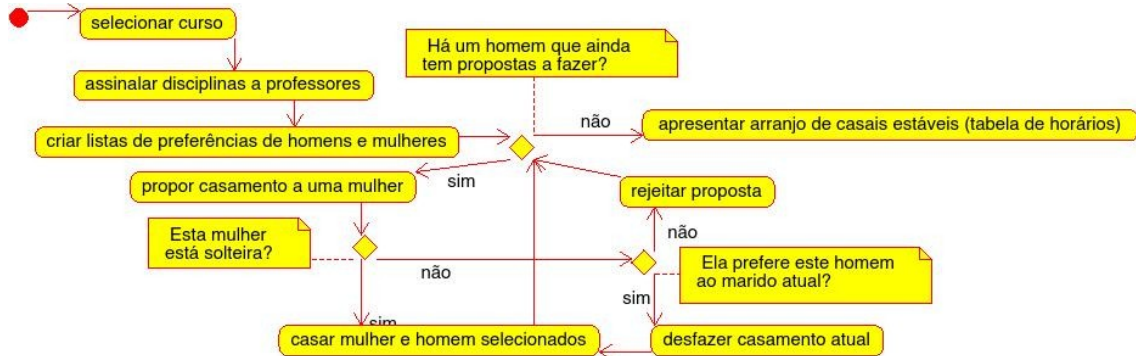 selecionar curso
Há um homem que ainda
tem propostas a fazer?
assinalar disciplinas a professores
não
apresentar arranjo de casais estáveis (tabela de horários)
criar listas de preferências de homens e mulheres
sim
propor casamento a uma mulher
rejeitar proposta
Esta mulher
está solteira?
não
não
Ela prefere este homem
ao marido atual?
sim
sim
casar mulher e homem selecionados
desfazer casamento atual